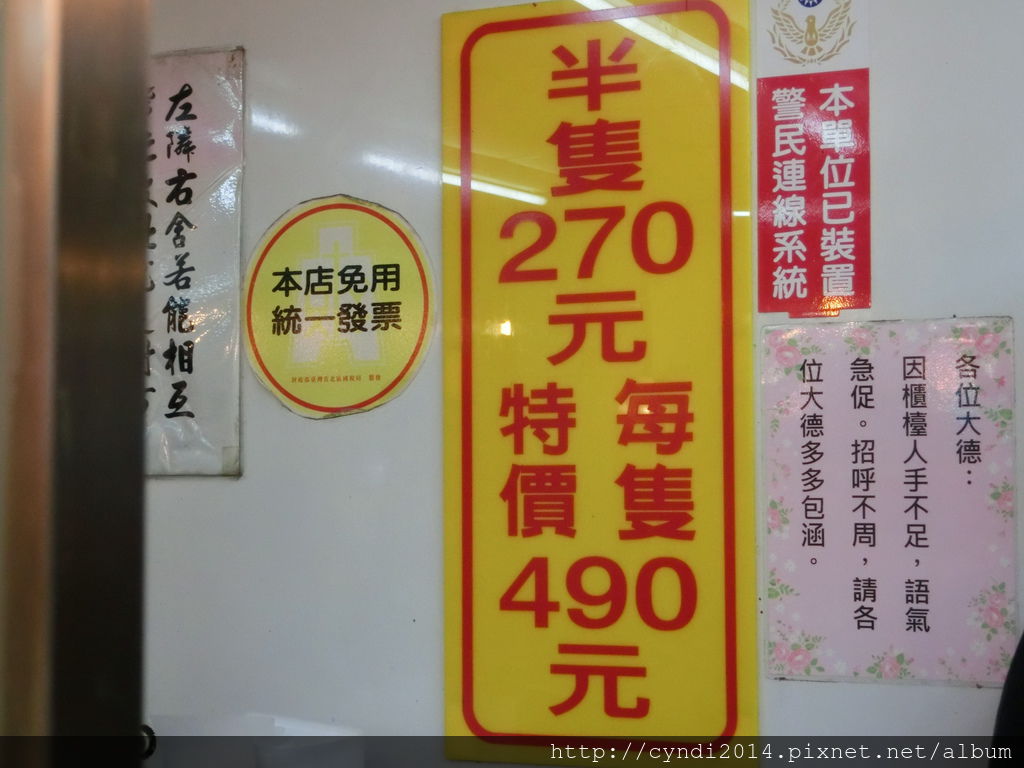 左隣右舍若能相互
本店免用
統一發票
半隻
270
元
每隻
特價
490
元
本單位已裝置
警民連線系統
各位大德：
因櫃檯人手不足，語氣
急促。招呼不周，請各
位大德多多包涵。
http://cyndi2014.pixnet.net/album